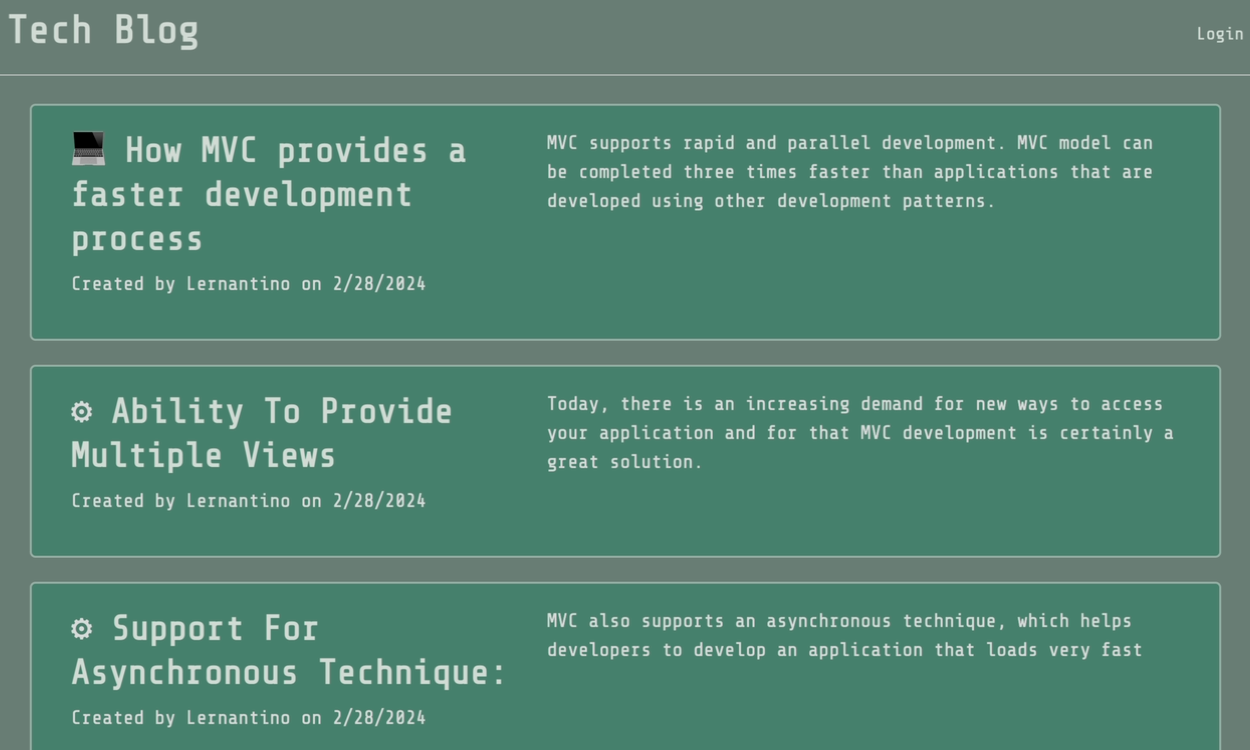 Tech Blog
Login
How MVC provides a
faster development
process
Created by Lernantino on 2/28/2024
MVC supports rapid and parallel development. MVC model can
be completed three times faster than applications that are
developed using other development patterns.
Ability To Provide
Multiple Views
Created by Lernantino on 2/28/2024
Today, there is an increasing demand for new ways to access
your application and for that MVC development is certainly a
great solution.
Support For
Asynchronous Technique:
Created by Lernantino on 2/28/2024
MVC also supports an asynchronous technique, which helps
developers to develop an application that loads very fast